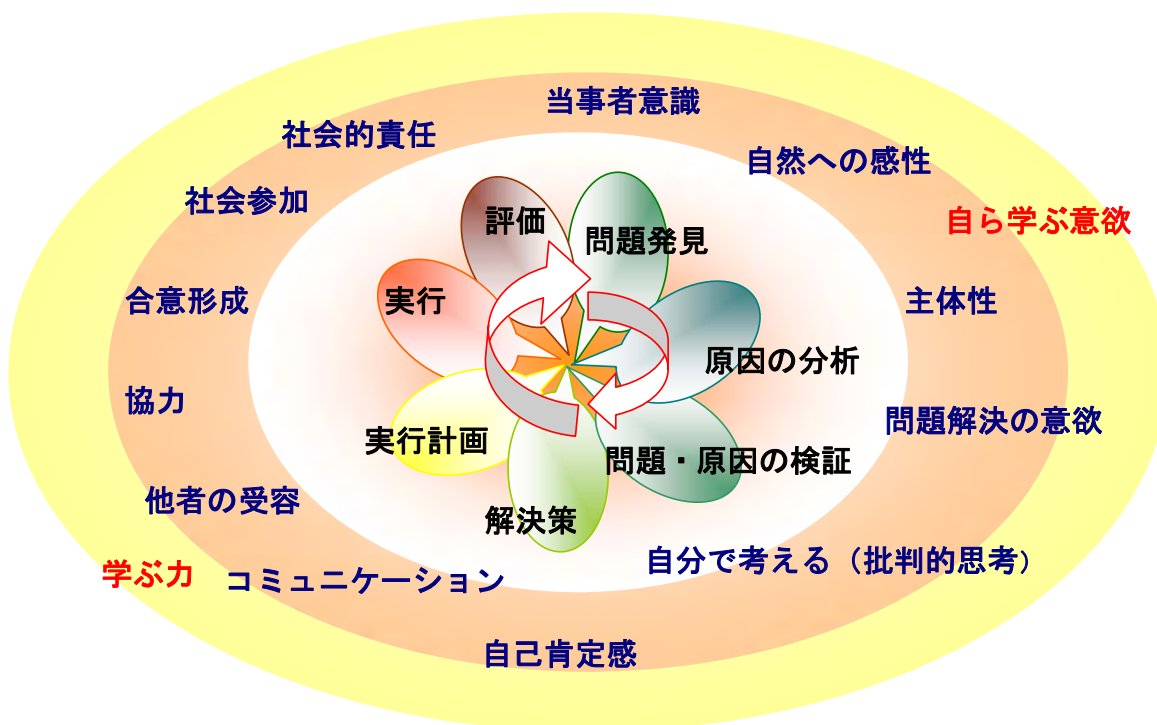 当事者意識
社会的責任
自然への感性
社会参加
自ら学ぶ意欲
評価
問題発見
合意形成
実行
主体性
原因の分析
協力
問題解決の意欲
実行計画
問題・原因の検証
他者の受容
解決策
自分で考える（批判的思考）
学ぶ力
コミュニケーション
自己肯定感